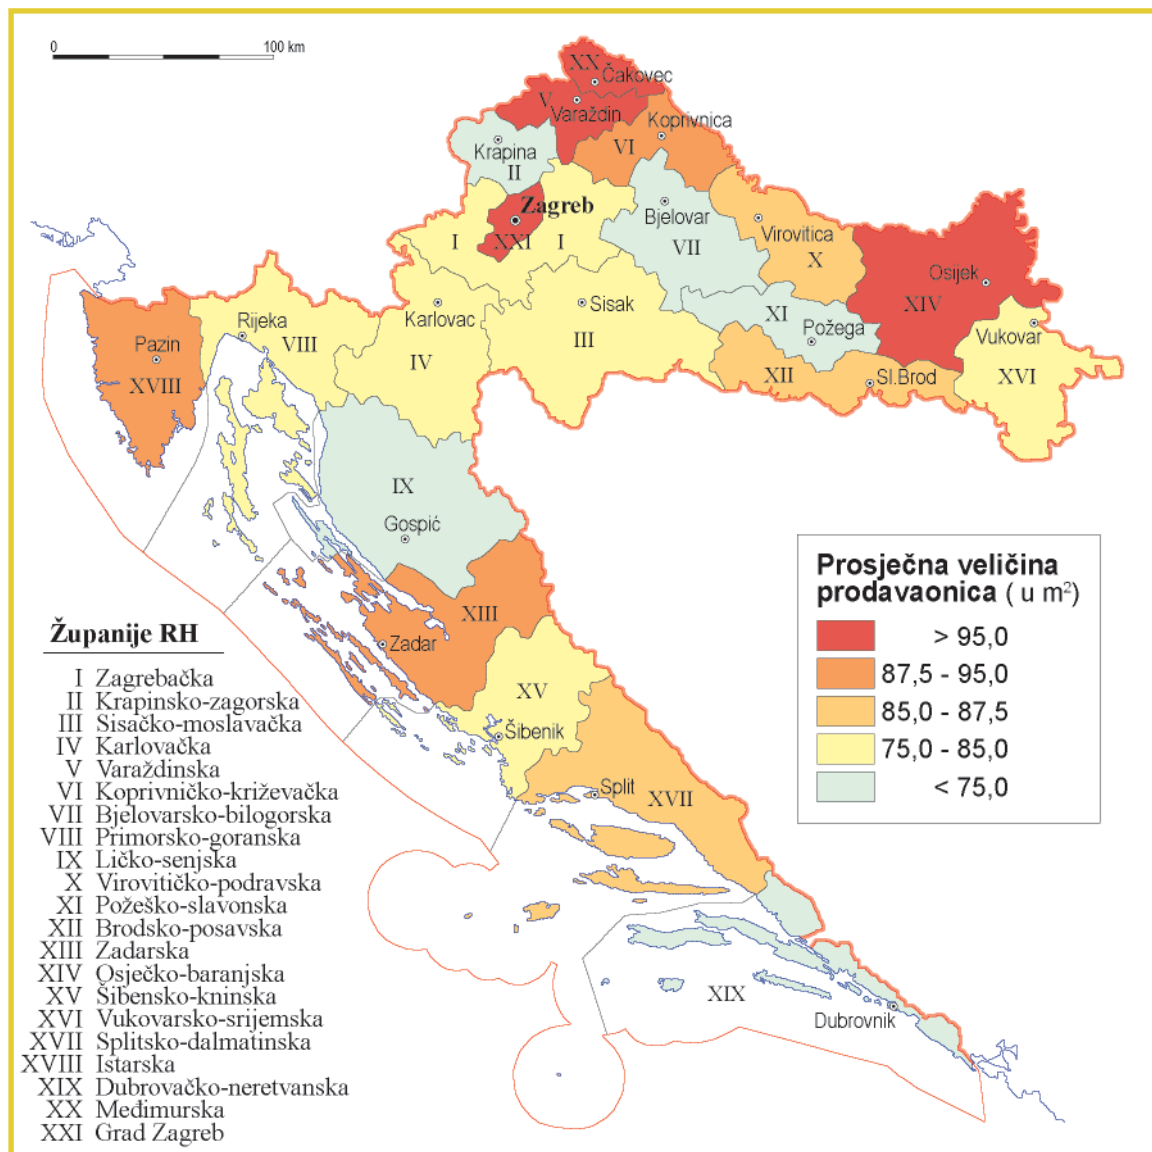 0 100 km
XX
Čakovec
V
Varaždin
Koprivnica
VI
Krapina
II
Zagreb
I XXI I
Bjelovar
VII
Virovitica
X
Osijek
XIV
Sisak
III
Karlovac
IV
Rijeka
VIII
Pazin
XVIII
XI
Požega
XII
Sl.Brod
Vukovar
XVI
IX
Gospić
XIII
Zadar
XV
Šibenik
Split
XVII
XIX
Dubrovnik
Prosječna veličina
prodavaonica ( u m²)
> 95,0
87,5 - 95,0
85,0 - 87,5
75,0 - 85,0
< 75,0
Županije RH
I Zagrebačka
II Krapinsko-zagorska
III Sisačko-moslavačka
IV Karlovačka
V Varaždinska
VI Koprivničko-križevačka
VII Bjelovarsko-bilogorska
VIII Primorsko-goranska
IX Ličko-senjska
X Virovitičko-podravska
XI Požeško-slavonska
XII Brodsko-posavska
XIII Zadarska
XIV Osječko-baranjska
XV Šibensko-kninska
XVI Vukovarsko-srijemska
XVII Splitsko-dalmatinska
XVIII Istarska
XIX Dubrovačko-neretvanska
XX Međimurska
XXI Grad Zagreb